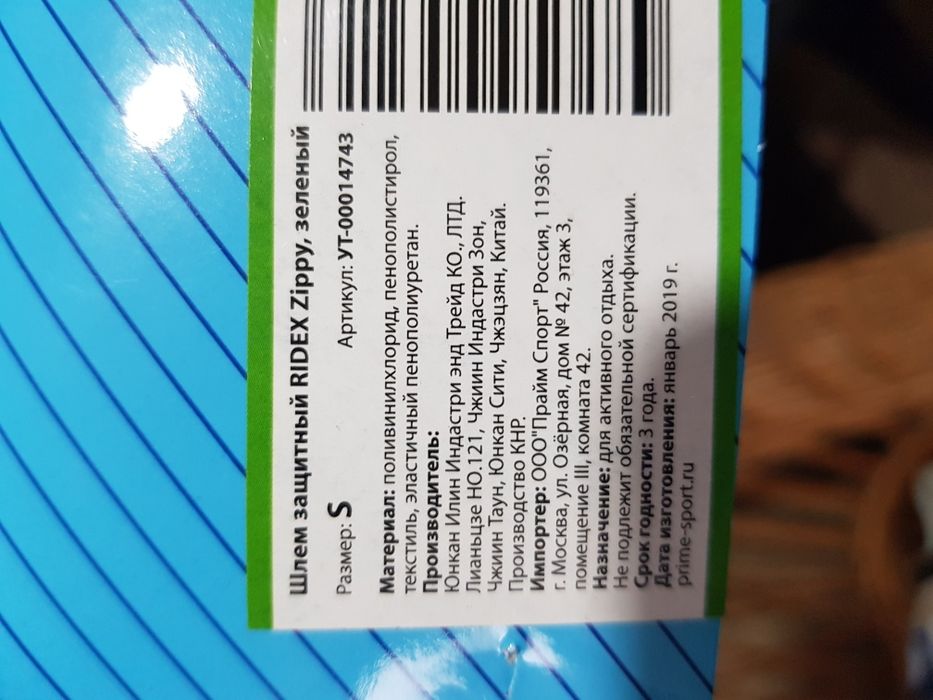 Шлем защитный RIDEX Zippy, зеленый
Размер: S Артикул: УТ-00014743
Материал: поливинилхлорид, пенополистирол,
текстиль, эластичный пенополиуретан.
Производитель:
Юнкан Илин Индастри энд Трейд КО., ЛТД.
Лианьцзе НО.121, Чжиин Индастри Зон,
Чжиин Таун, Юнкан Сити, Чжэцзян, Китай.
Производство КНР.
Импортер: ООО"Прайм Спорт" Россия, 119361,
г. Москва, ул. Озёрная, дом № 42, этаж 3,
помещение III, комната 42.
Назначение: для активного отдыха.
Не подлежит обязательной сертификации.
Срок годности: 3 года.
Дата изготовления: январь 2019 г.
prime-sport.ru